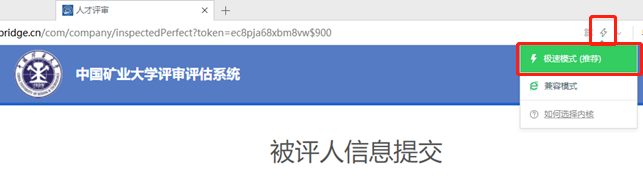 人才评审
bridge.cn/com/company/inspectedPerfect?token=ec8pja68xbm8vw$900
极速模式 (推荐)
中国矿业大学评审评估系统
兼容模式
如何选择内核
被评人信息提交